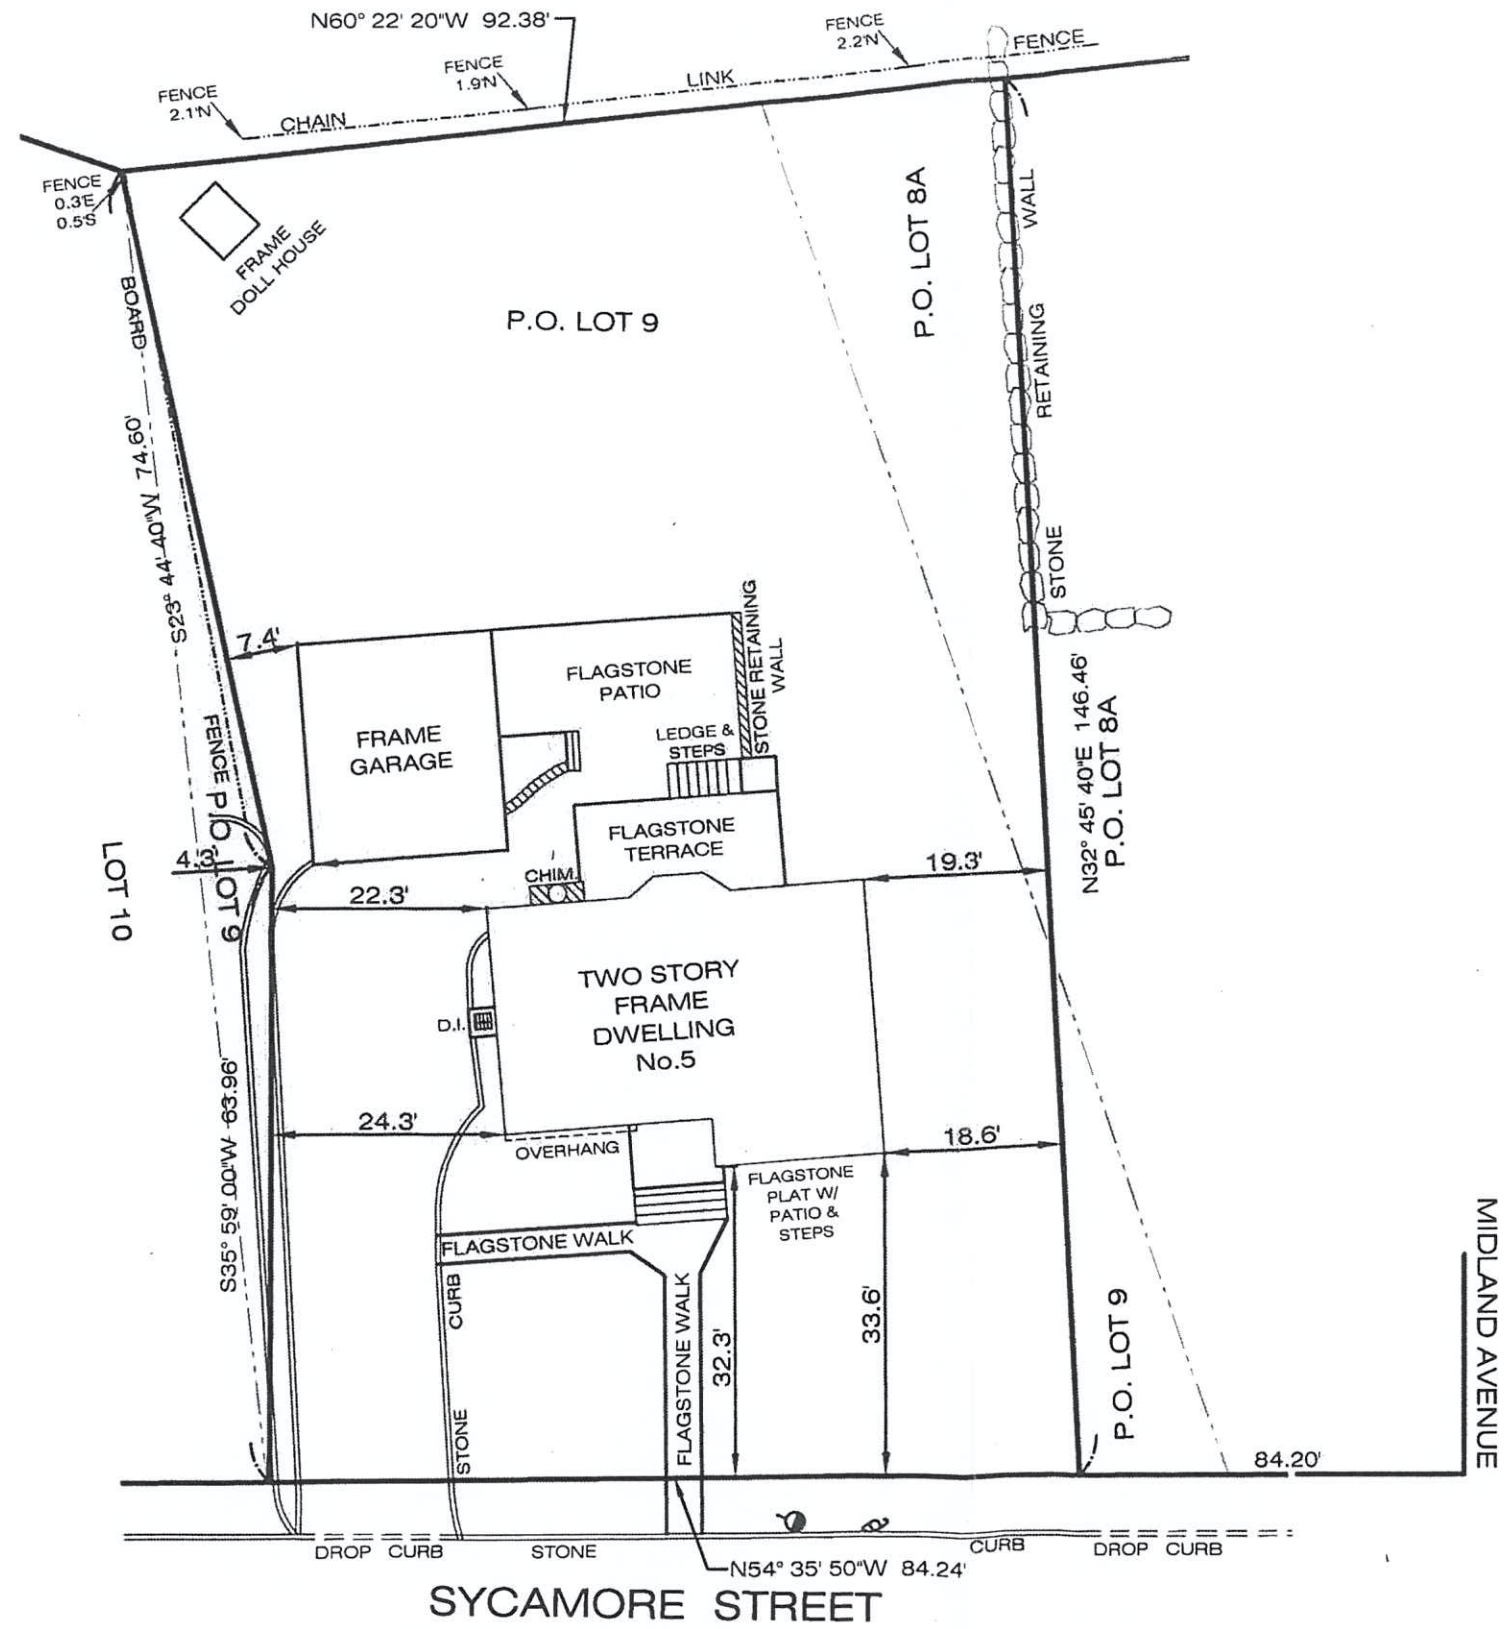 N60° 22' 20"W 92.38'
FENCE
2.1'N
FENCE
1.9'N
FENCE
2.2'N
FENCE
CHAIN
LINK
FENCE
0.3'E
0.5'S
FRAME
DOLL HOUSE
BOARD
P.O. LOT 9
P.O. LOT 8A
WALL
RETAINING
STONE
S23° 44' 40"W 74.60'
7.4'
FRAME
GARAGE
FLAGSTONE
PATIO
STONE RETAINING
WALL
LEDGE &
STEPS
FENCE
P.O. LOT 9
LOT 10
4.3'
FLAGSTONE
TERRACE
CHIM.
19.3'
N32° 45' 40"E 146.46'
P.O. LOT 8A
22.3'
TWO STORY
FRAME
DWELLING
No.5
D.I.
24.3'
OVERHANG
18.6'
S35° 59' 00"W 63.96'
FLAGSTONE
PLAT W/
PATIO &
STEPS
FLAGSTONE WALK
CURB
STONE
FLAGSTONE WALK
32.3'
33.6'
P.O. LOT 9
MIDLAND AVENUE
84.20'
DROP CURB
STONE
CURB
DROP CURB
N54° 35' 50"W 84.24'
SYCAMORE STREET